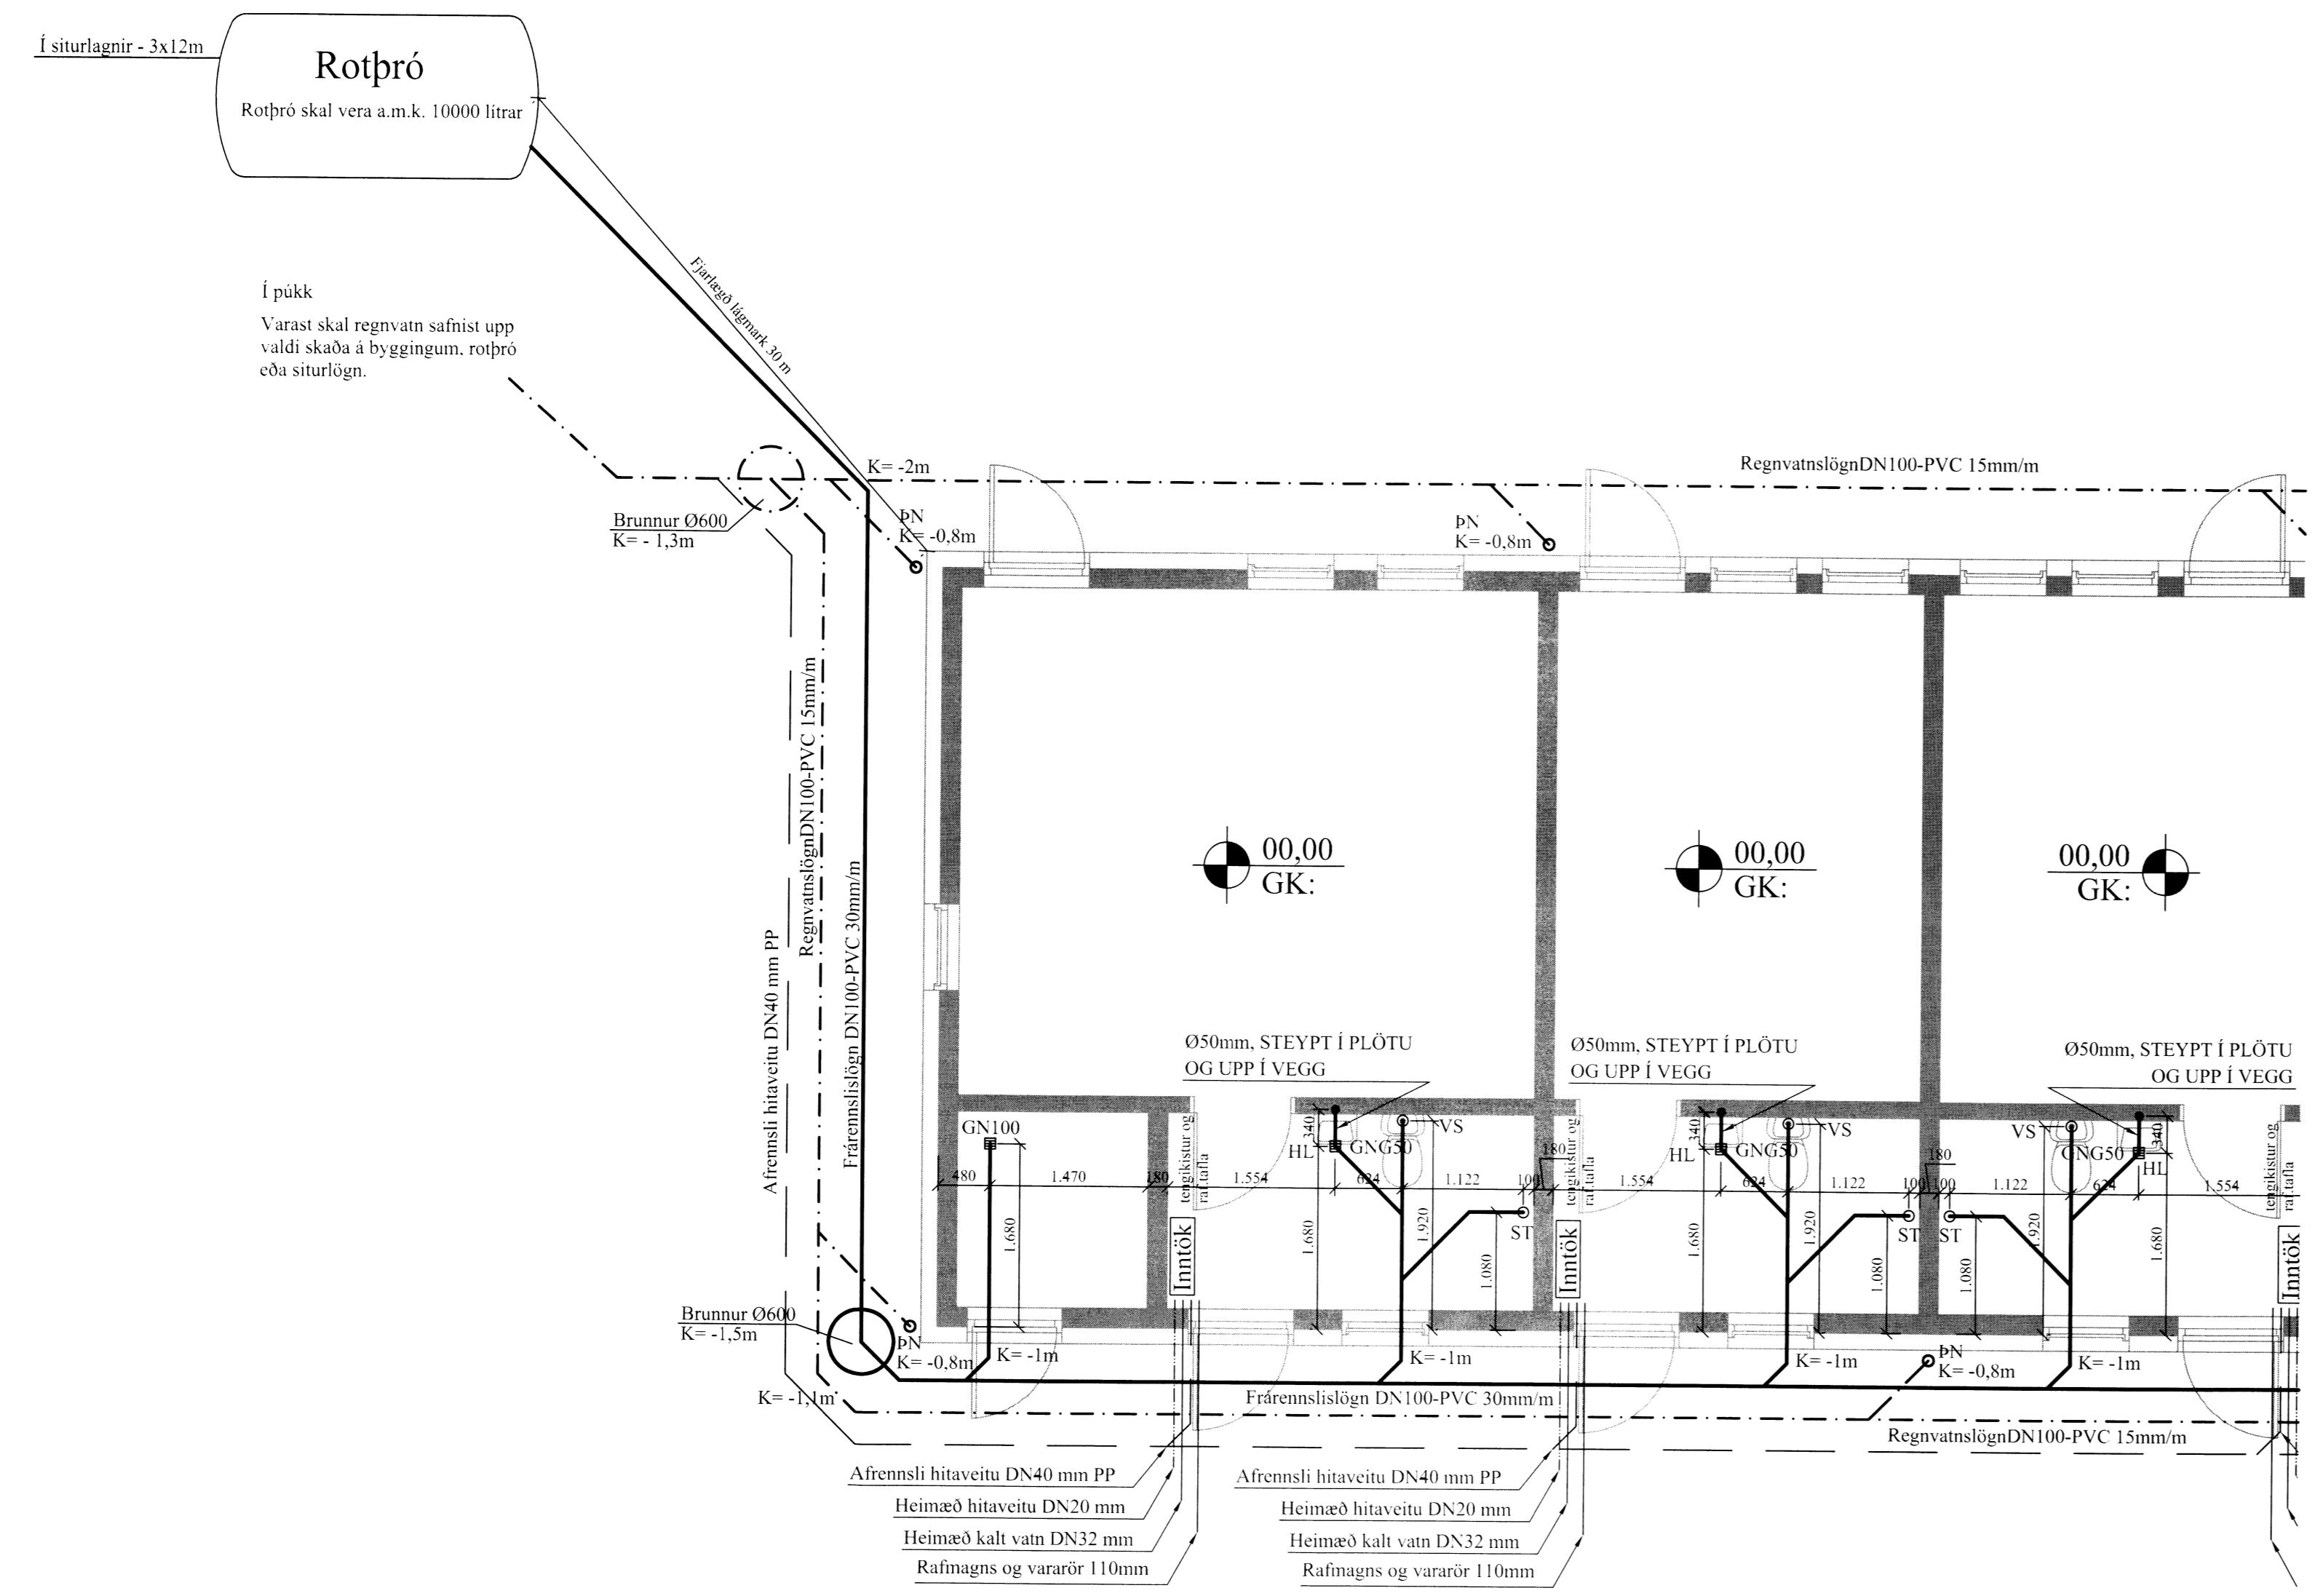 Í siturlagnir - 3x12m
Rotþró
Rotþró skal vera a.m.k. 10000 lítrar
Fjarlægð lágmark 30 m
Í púkk
Varast skal regnvatn safnist upp
valdi skaða á byggingum, rotþró
eða siturlögn.
K= -2m
RegnvatnslögnDN100-PVC 15mm/m
Brunnur Ø600
K= - 1,3m
ÞN
K= -0,8m
ÞN
K= -0,8m
RegnvatnslögnDN100-PVC 15mm/m
Frárennslislögn DN100-PVC 30mm/m
Afrennsli hitaveitu DN40 mm PP
00,00
GK:
00,00
GK:
00,00
GK:
Ø50mm, STEYPT Í PLÖTU
OG UPP Í VEGG
Ø50mm, STEYPT Í PLÖTU
OG UPP Í VEGG
Ø50mm, STEYPT Í PLÖTU
OG UPP Í VEGG
GN100
480
1.470
180
1.680
tengikistur og
raf.tafla
Inntök
1.554
340
HL
GNG50
VS
624
1.122
100
180
ST
1.680
1.920
1.080
tengikistur og
raf.tafla
Inntök
1.554
340
HL
GNG50
VS
624
1.122
100
180
100
ST
ST
1.680
1.920
1.080
1.080
1.122
VS
GNG50
340
HL
624
1.554
1.920
1.680
tengikistur og
raf.tafla
Inntök
Brunnur Ø600
K= -1,5m
ÞN
K= -0,8m
K= -1m
K= -1m
K= -1m
ÞN
K= -0,8m
K= -1m
K= -1,1m
Frárennslislögn DN100-PVC 30mm/m
RegnvatnslögnDN100-PVC 15mm/m
Afrennsli hitaveitu DN40 mm PP
Heimæð hitaveitu DN20 mm
Heimæð kalt vatn DN32 mm
Rafmagns og vararör 110mm
Afrennsli hitaveitu DN40 mm PP
Heimæð hitaveitu DN20 mm
Heimæð kalt vatn DN32 mm
Rafmagns og vararör 110mm